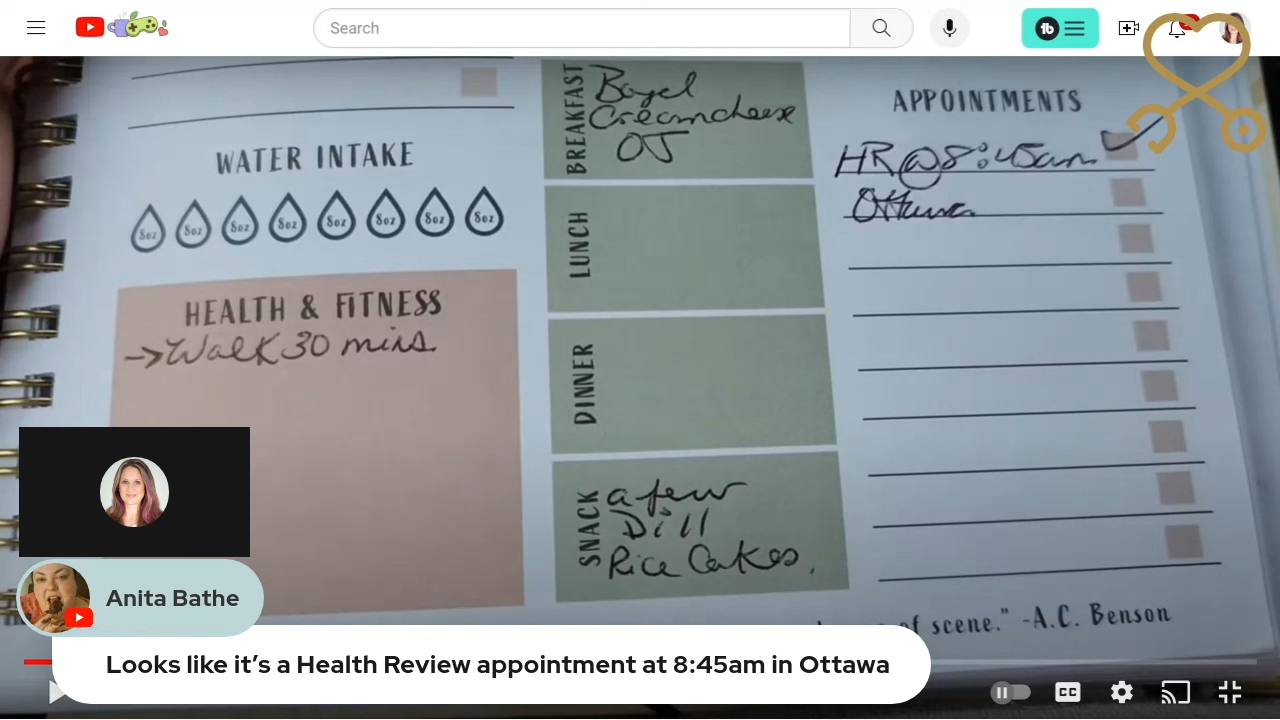 Search
WATER INTAKE
8oz 8oz 8oz 8oz 8oz 8oz 8oz 8oz
HEALTH & FITNESS
→Walk 30 mins.
BREAKFAST
Bagel
Creamcheese
OJ
LUNCH
DINNER
SNACK
a few
Dill
Rice Cakes.
APPOINTMENTS
HR @ 8:45am
Ottawa
of scene." -A.C. Benson
Anita Bathe
Looks like it’s a Health Review appointment at 8:45am in Ottawa
CC